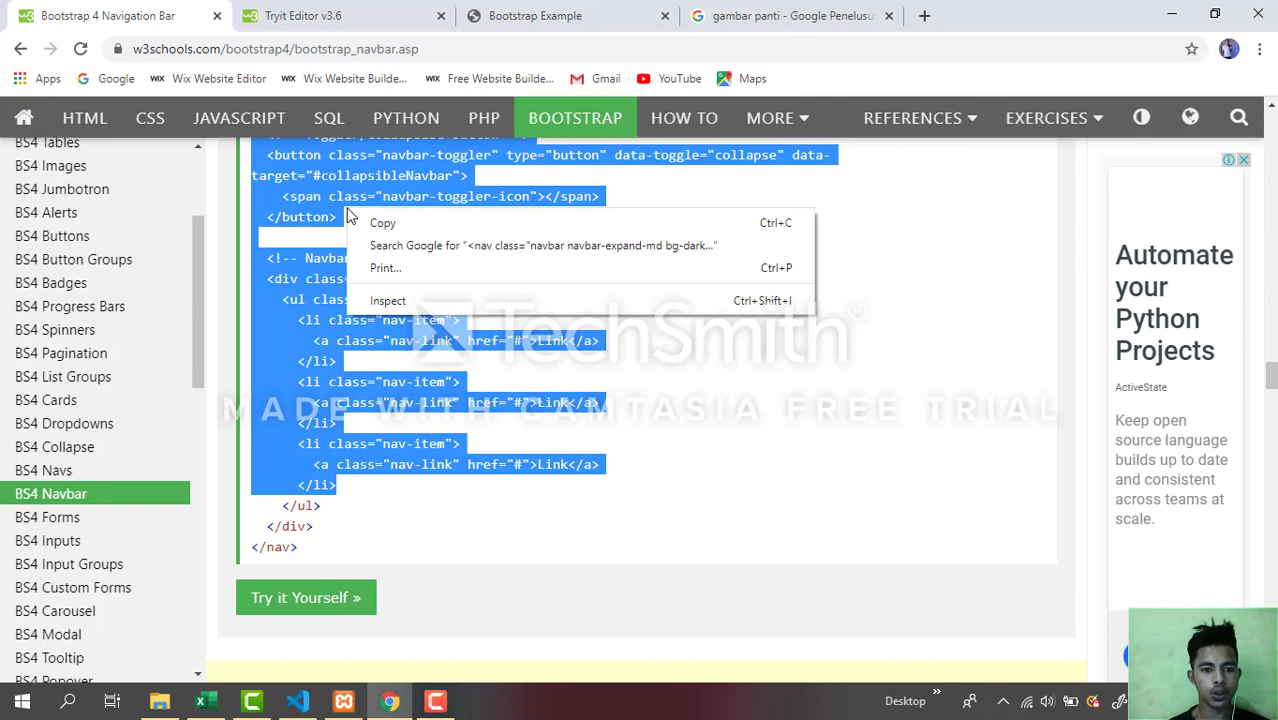 Bootstrap 4 Navigation Bar
Tryit Editor v3.6
Bootstrap Example
gambar panti - Google Penelusu
w3schools.com/bootstrap4/bootstrap_navbar.asp
Apps
Google
Wix Website Editor
Wix Website Builde...
Free Website Builde...
Gmail
YouTube
Maps
HTML
CSS
JAVASCRIPT
SQL
PYTHON
PHP
BOOTSTRAP
HOW TO
MORE
REFERENCES
EXERCISES
BS4 Tables
BS4 Images
BS4 Jumbotron
BS4 Alerts
BS4 Buttons
BS4 Button Groups
BS4 Badges
BS4 Progress Bars
BS4 Spinners
BS4 Pagination
BS4 List Groups
BS4 Cards
BS4 Dropdowns
BS4 Collapse
BS4 Navs
BS4 Navbar
BS4 Forms
BS4 Inputs
BS4 Input Groups
BS4 Custom Forms
BS4 Carousel
BS4 Modal
BS4 Tooltip
BS4 Popover
<button class="navbar-toggler" type="button" data-toggle="collapse" data-
target="#collapsibleNavbar">
<span class="navbar-toggler-icon"></span>
</button>
<!-- Navba
<div clas
<ul clas
<li class="nav-item">
<a class="nav-link" href="#">Link</a>
</li>
<li class="nav-item">
<a class="nav-link" href="#">Link</a>
</li>
<li class="nav-item">
<a class="nav-link" href="#">Link</a>
</li>
</ul>
</div>
</nav>
Copy Ctrl+C
Search Google for "<nav class="navbar navbar-expand-md bg-dark..."
Print... Ctrl+P
Inspect Ctrl+Shift+I
TechSmith®
MADE WITH CAMTASIA FREE TRIAL
Try it Yourself »
Automate
your
Python
Projects
ActiveState
Keep open
source language
builds up to date
and consistent
across teams at
scale.
Desktop